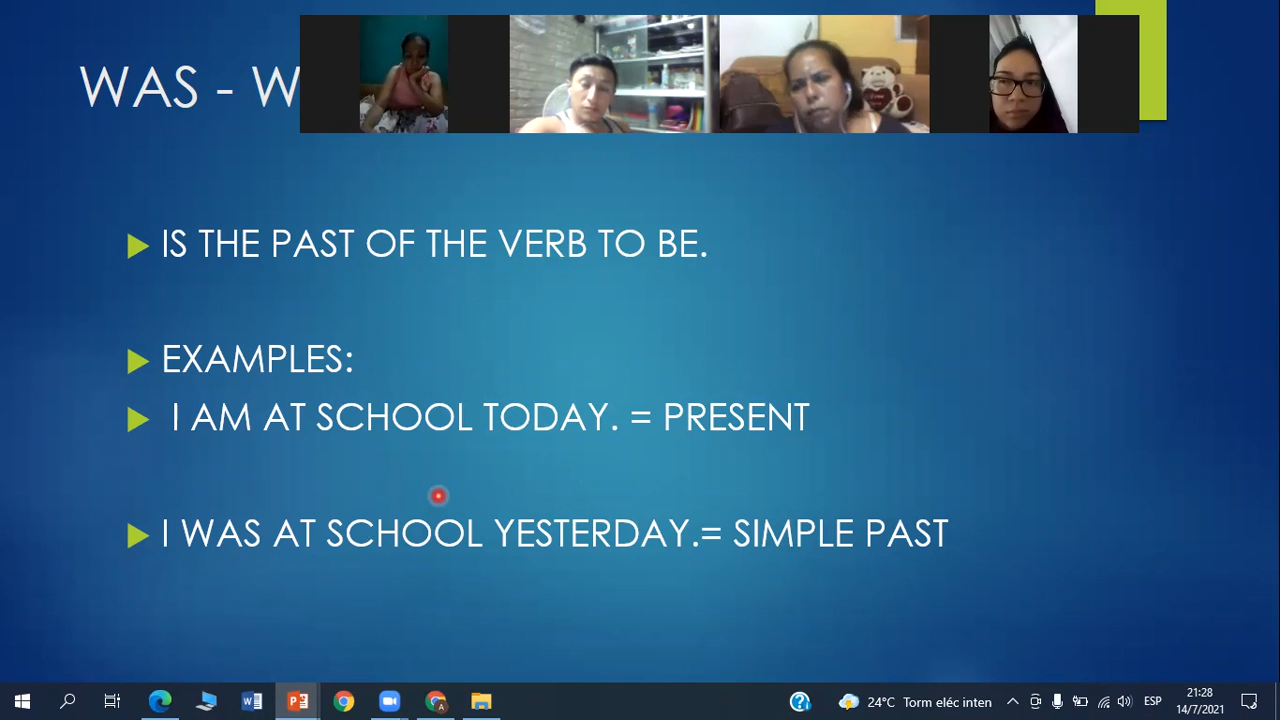 WAS - W
IS THE PAST OF THE VERB TO BE.
EXAMPLES:
I AM AT SCHOOL TODAY. = PRESENT
I WAS AT SCHOOL YESTERDAY.= SIMPLE PAST
24°C Torm eléc inten
ESP
21:28
14/7/2021